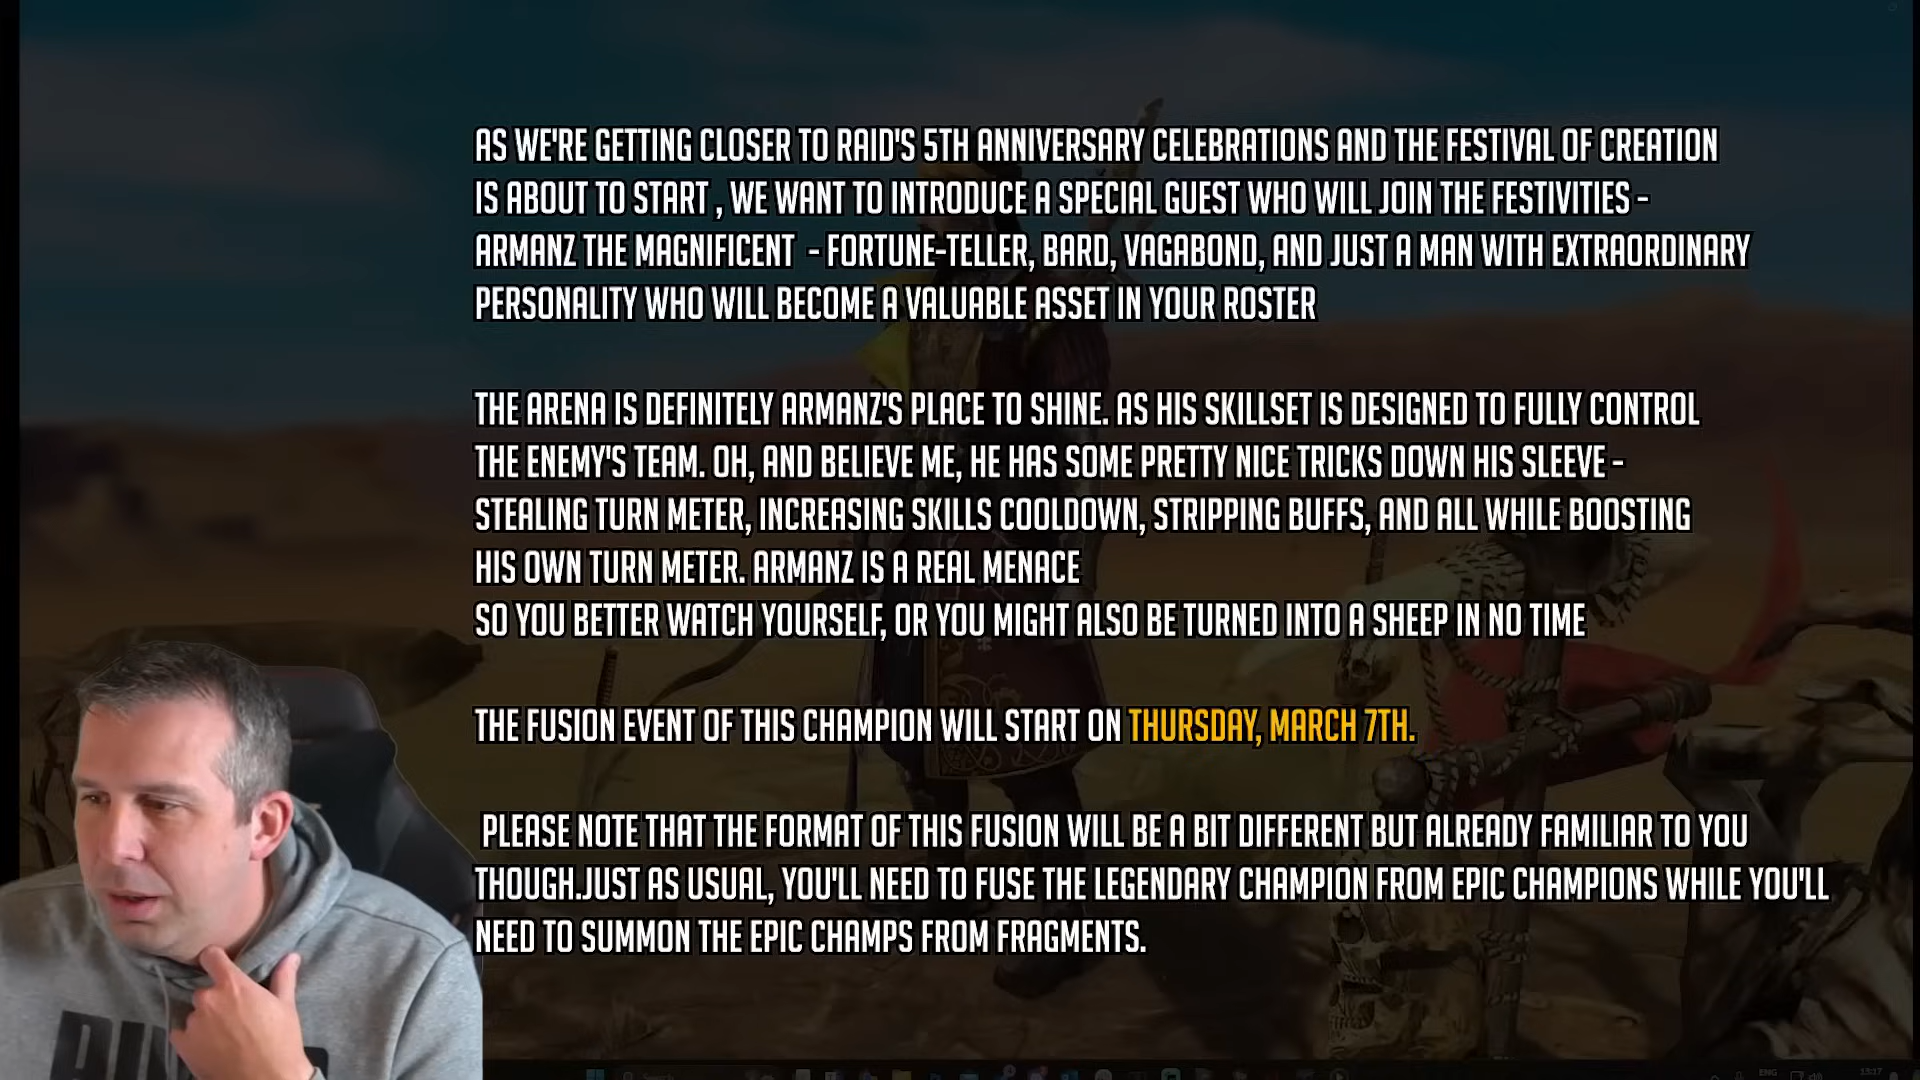 AS WE'RE GETTING CLOSER TO RAID'S 5TH ANNIVERSARY CELEBRATIONS AND THE FESTIVAL OF CREATION
IS ABOUT TO START , WE WANT TO INTRODUCE A SPECIAL GUEST WHO WILL JOIN THE FESTIVITIES -
ARMANZ THE MAGNIFICENT - FORTUNE-TELLER, BARD, VAGABOND, AND JUST A MAN WITH EXTRAORDINARY
PERSONALITY WHO WILL BECOME A VALUABLE ASSET IN YOUR ROSTER
THE ARENA IS DEFINITELY ARMANZ'S PLACE TO SHINE. AS HIS SKILLSET IS DESIGNED TO FULLY CONTROL
THE ENEMY'S TEAM. OH, AND BELIEVE ME, HE HAS SOME PRETTY NICE TRICKS DOWN HIS SLEEVE -
STEALING TURN METER, INCREASING SKILLS COOLDOWN, STRIPPING BUFFS, AND ALL WHILE BOOSTING
HIS OWN TURN METER. ARMANZ IS A REAL MENACE
SO YOU BETTER WATCH YOURSELF, OR YOU MIGHT ALSO BE TURNED INTO A SHEEP IN NO TIME
THE FUSION EVENT OF THIS CHAMPION WILL START ON THURSDAY, MARCH 7TH.
PLEASE NOTE THAT THE FORMAT OF THIS FUSION WILL BE A BIT DIFFERENT BUT ALREADY FAMILIAR TO YOU
THOUGH.JUST AS USUAL, YOU'LL NEED TO FUSE THE LEGENDARY CHAMPION FROM EPIC CHAMPIONS WHILE YOU'LL
NEED TO SUMMON THE EPIC CHAMPS FROM FRAGMENTS.
ENG
13:17